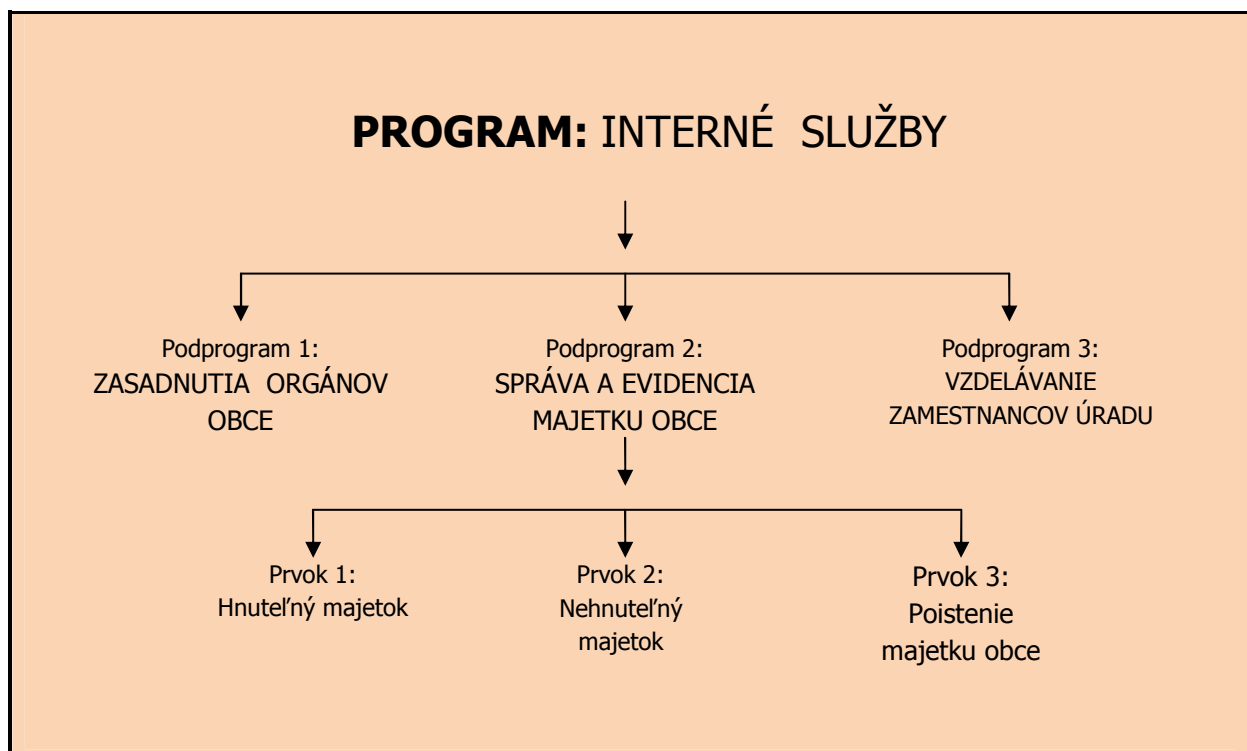 PROGRAM: INTERNÉ SLUŽBY
Podprogram 1:
ZASADNUTIA ORGÁNOV
OBCE
Podprogram 2:
SPRÁVA A EVIDENCIA
MAJETKU OBCE
Podprogram 3:
VZDELÁVANIE
ZAMESTNANCOV ÚRADU
Prvok 1:
Hnuteľný majetok
Prvok 2:
Nehnuteľný
majetok
Prvok 3:
Poistenie
majetku obce